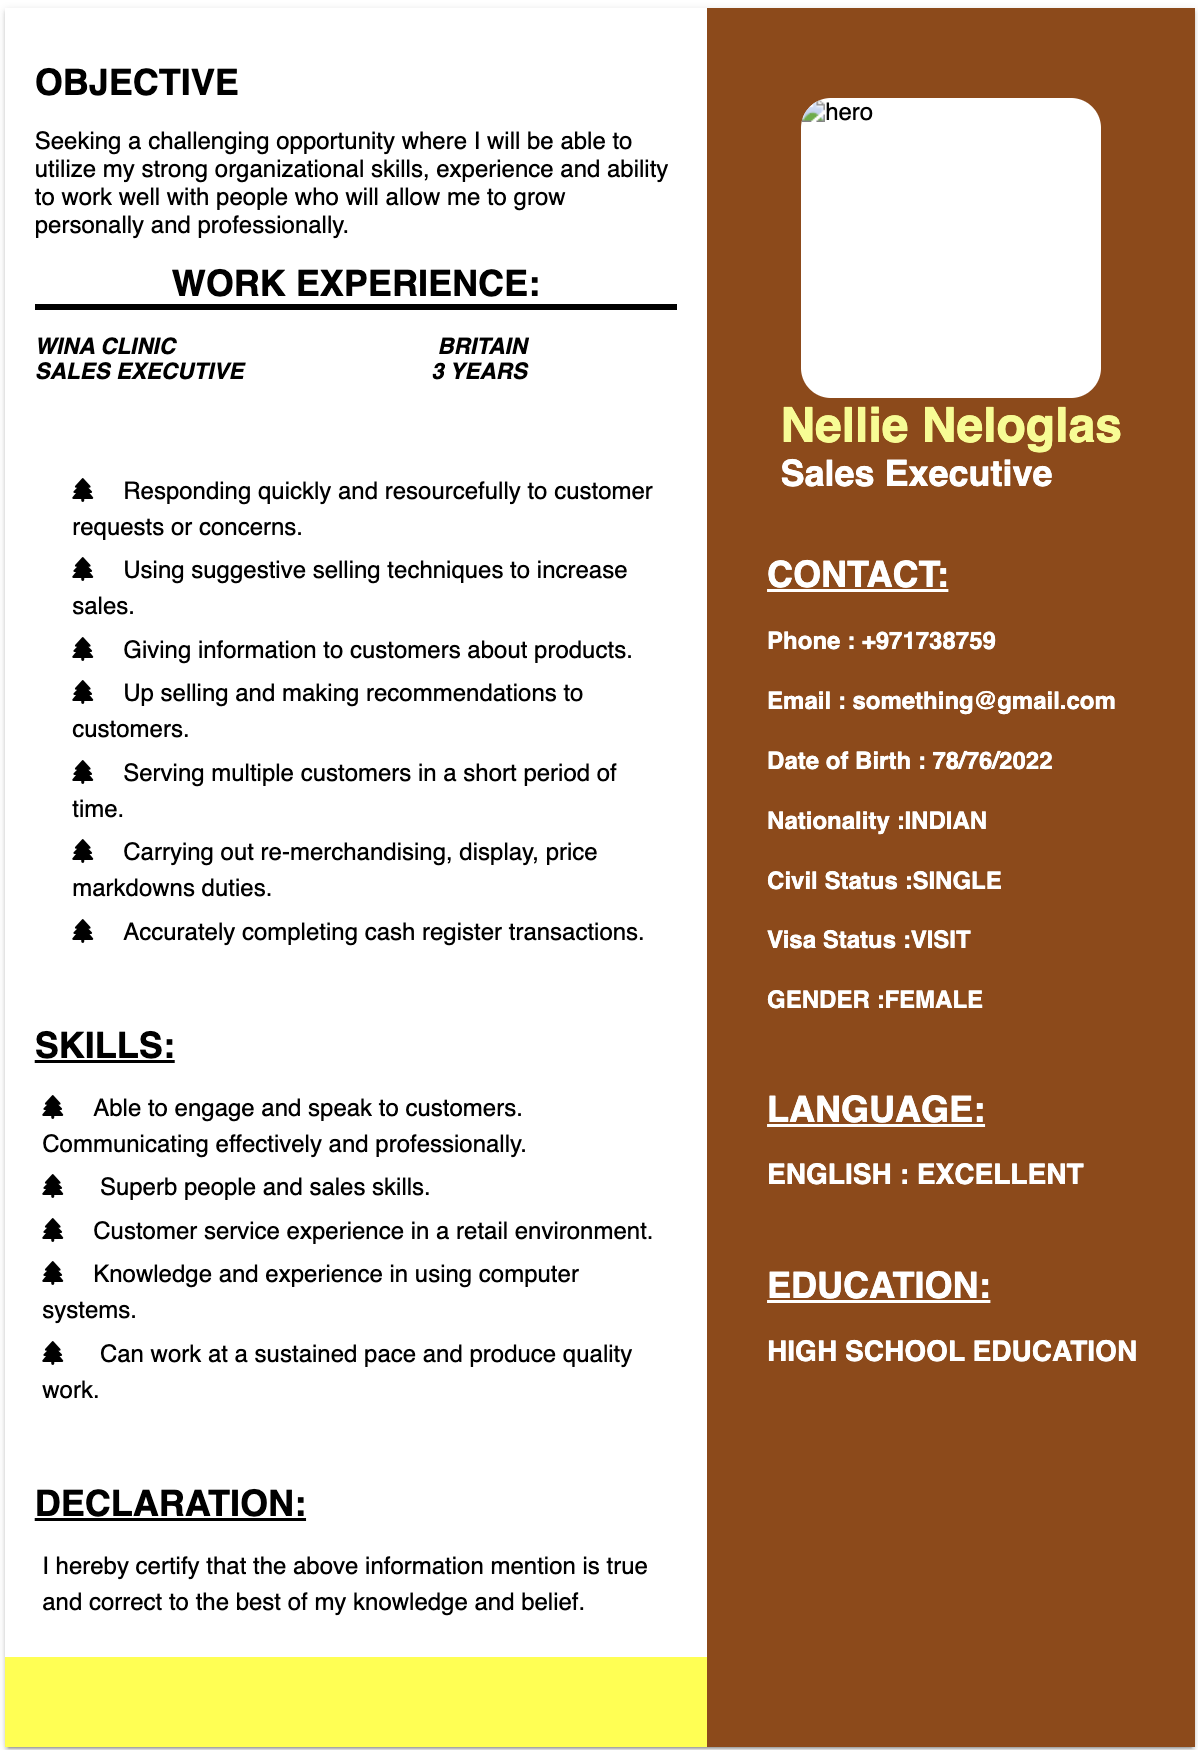 OBJECTIVE
Seeking a challenging opportunity where I will be able to
utilize my strong organizational skills, experience and ability
to work well with people who will allow me to grow
personally and professionally.
WORK EXPERIENCE:
WINA CLINIC BRITAIN
SALES EXECUTIVE 3 YEARS
Responding quickly and resourcefully to customer
requests or concerns.
Using suggestive selling techniques to increase
sales.
Giving information to customers about products.
Up selling and making recommendations to
customers.
Serving multiple customers in a short period of
time.
Carrying out re-merchandising, display, price
markdowns duties.
Accurately completing cash register transactions.
SKILLS:
Able to engage and speak to customers.
Communicating effectively and professionally.
Superb people and sales skills.
Customer service experience in a retail environment.
Knowledge and experience in using computer
systems.
Can work at a sustained pace and produce quality
work.
DECLARATION:
I hereby certify that the above information mention is true
and correct to the best of my knowledge and belief.
hero
Nellie Neloglas
Sales Executive
CONTACT:
Phone : +971738759
Email : something@gmail.com
Date of Birth : 78/76/2022
Nationality :INDIAN
Civil Status :SINGLE
Visa Status :VISIT
GENDER :FEMALE
LANGUAGE:
ENGLISH : EXCELLENT
EDUCATION:
HIGH SCHOOL EDUCATION